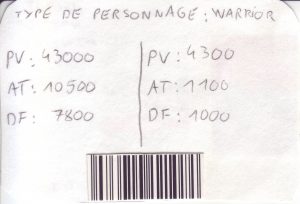 TYPE DE PERSONNAGE : WARRIOR
PV : 43000
AT : 10500
DF : 7800
PV : 4300
AT : 1100
DF : 1000